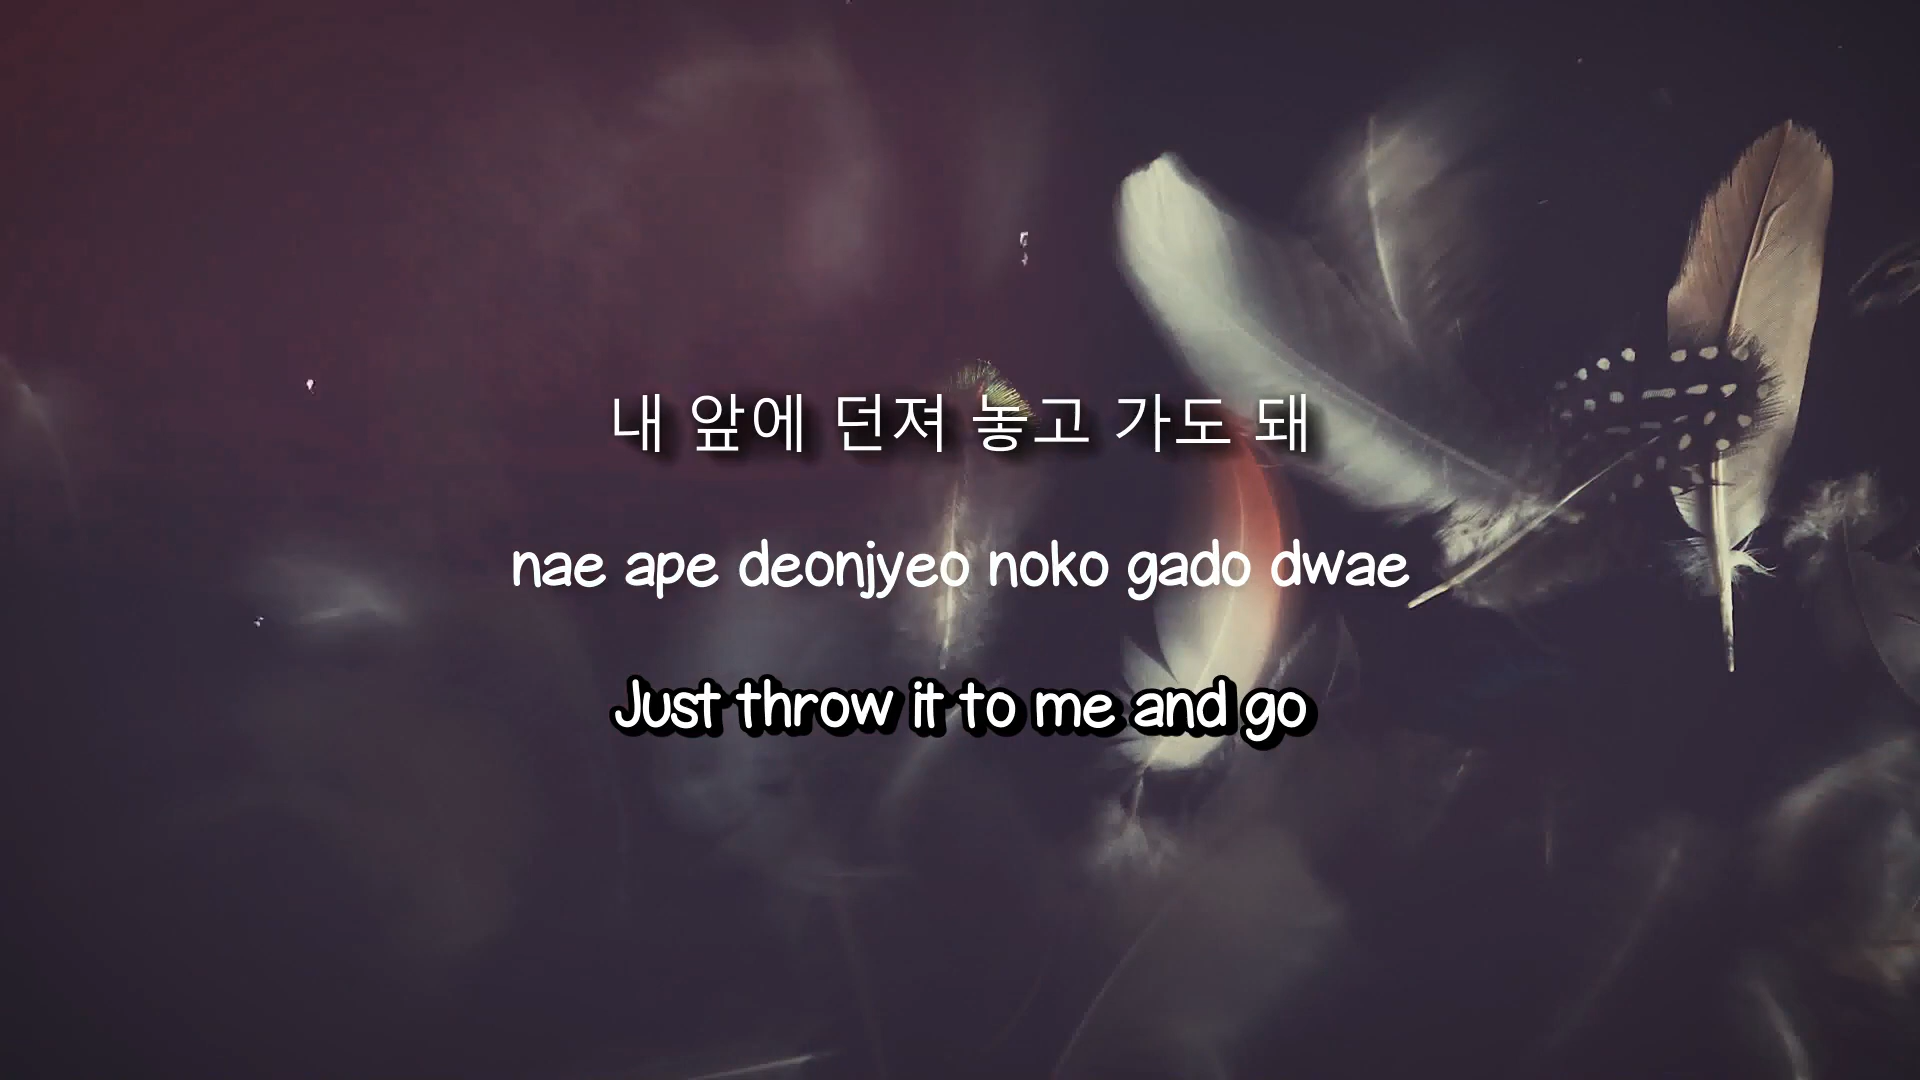 내 앞에 던져 놓고 가도 돼
nae ape deonjyeo noko gado dwae
Just throw it to me and go